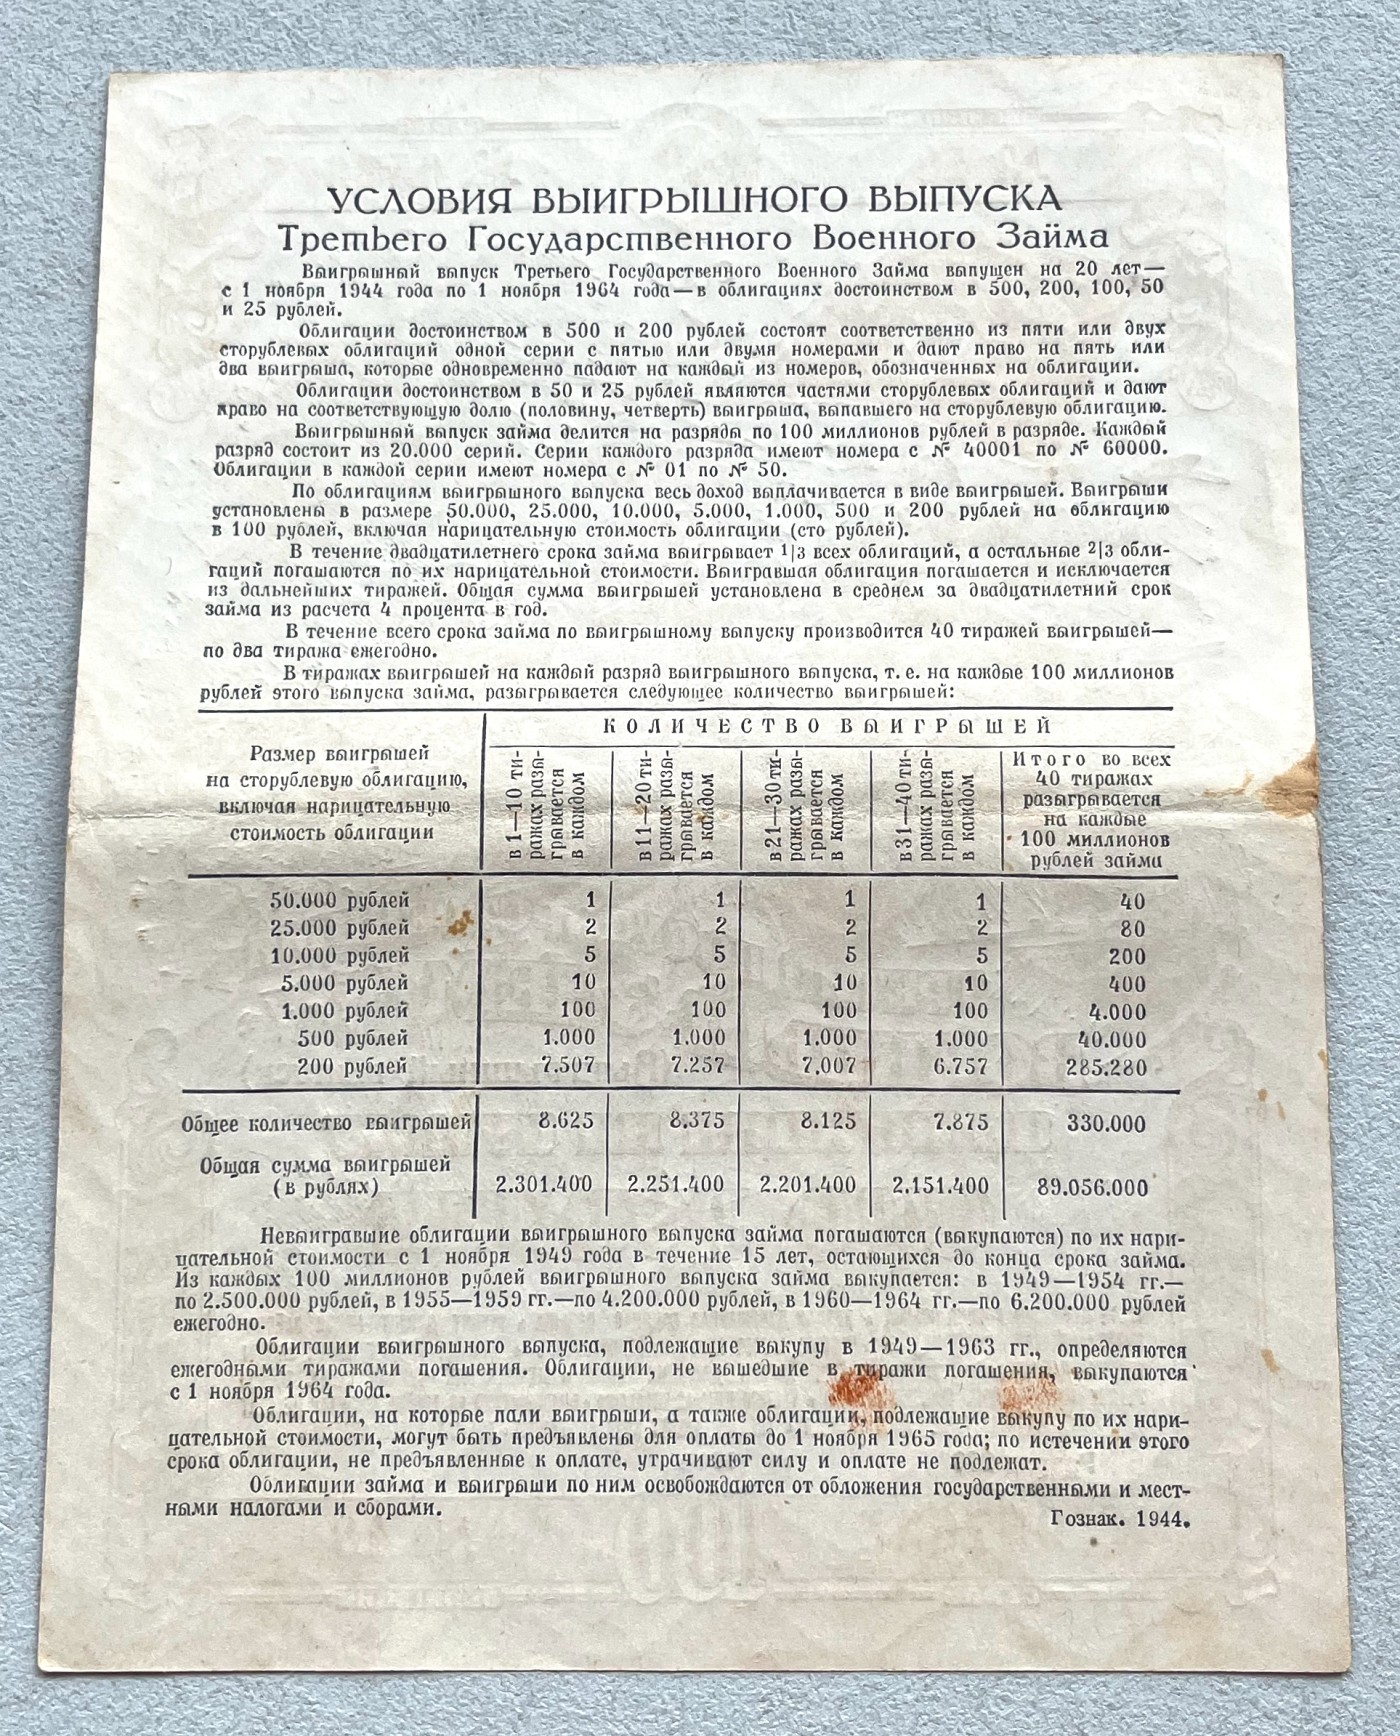 УСЛОВИЯ ВЫИГРЫШНОГО ВЫПУСКА
Третьего Государственного Военного Займа
Выигрышный выпуск Третьего Государственного Военного Займа выпущен на 20 лет—
с 1 ноября 1944 года по 1 ноября 1964 года—в облигациях достоинством в 500, 200, 100, 50
и 25 рублей.
Облигации достоинством в 500 и 200 рублей состоят соответственно из пяти или двух
сторублевых облигаций одной серии с пятью или двумя номерами и дают право на пять или
два выигрыша, которые одновременно падают на каждый из номеров, обозначенных на облигации.
Облигации достоинством в 50 и 25 рублей являются частями сторублевых облигаций и дают
право на соответствующую долю (половину, четверть) выигрыша, выпавшего на сторублевую облигацию.
Выигрышный выпуск займа делится на разряды по 100 миллионов рублей в разряде. Каждый
разряд состоит из 20.000 серий. Серии каждого разряда имеют номера с № 40001 по № 60000.
Облигации в каждой серии имеют номера с № 01 по № 50.
По облигациям выигрышного выпуска весь доход выплачивается в виде выигрышей. Выигрыши
установлены в размере 50.000, 25.000, 10.000, 5.000, 1.000, 500 и 200 рублей на облигацию
в 100 рублей, включая нарицательную стоимость облигации (сто рублей).
В течение двадцатилетнего срока займа выигрывает 1/3 всех облигаций, а остальные 2/3 обли-
гаций погашаются по их нарицательной стоимости. Выигравшая облигация погашается и исключается
из дальнейших тиражей. Общая сумма выигрышей установлена в среднем за двадцатилетний срок
займа из расчета 4 процента в год.
В течение всего срока займа по выигрышному выпуску производится 40 тиражей выигрышей—
по два тиража ежегодно.
В тиражах выигрышей на каждый разряд выигрышного выпуска, т. е. на каждые 100 миллионов
рублей этого выпуска займа, разыгрывается следующее количество выигрышей:
Размер выигрышей
на сторублевую облигацию,
включая нарицательную
стоимость облигации
КОЛИЧЕСТВО ВЫИГРЫШЕЙ
в 1—10 ти-
ражах разы-
грывается
в каждом
в 11—20 ти-
ражах разы-
грывается
в каждом
в 21—30 ти-
ражах разы-
грывается
в каждом
в 31—40 ти-
ражах разы-
грывается
в каждом
Итого во всех
40 тиражах
разыгрывается
на каждые
100 миллионов
рублей займа
50.000 рублей 1 1 1 1 40
25.000 рублей 2 2 2 2 80
10.000 рублей 5 5 5 5 200
5.000 рублей 10 10 10 10 400
1.000 рублей 100 100 100 100 4.000
500 рублей 1.000 1.000 1.000 1.000 40.000
200 рублей 7.507 7.257 7.007 6.757 285.280
Общее количество выигрышей 8.625 8.375 8.125 7.875 330.000
Общая сумма выигрышей
(в рублях) 2.301.400 2.251.400 2.201.400 2.151.400 89.056.000
Невыигравшие облигации выигрышного выпуска займа погашаются (выкупаются) по их нари-
цательной стоимости с 1 ноября 1949 года в течение 15 лет, остающихся до конца срока займа.
Из каждых 100 миллионов рублей выигрышного выпуска займа выкупается: в 1949—1954 гг.—
по 2.500.000 рублей, в 1955—1959 гг.—по 4.200.000 рублей, в 1960—1964 гг.—по 6.200.000 рублей
ежегодно.
Облигации выигрышного выпуска, подлежащие выкупу в 1949—1963 гг., определяются
ежегодными тиражами погашения. Облигации, не вышедшие в тиражи погашения, выкупаются
с 1 ноября 1964 года.
Облигации, на которые пали выигрыши, а также облигации, подлежащие выкупу по их нари-
цательной стоимости, могут быть предъявлены для оплаты до 1 ноября 1965 года; по истечении этого
срока облигации, не предъявленные к оплате, утрачивают силу и оплате не подлежат.
Облигации займа и выигрыши по ним освобождаются от обложения государственными и мест-
ными налогами и сборами.
Гознак. 1944.